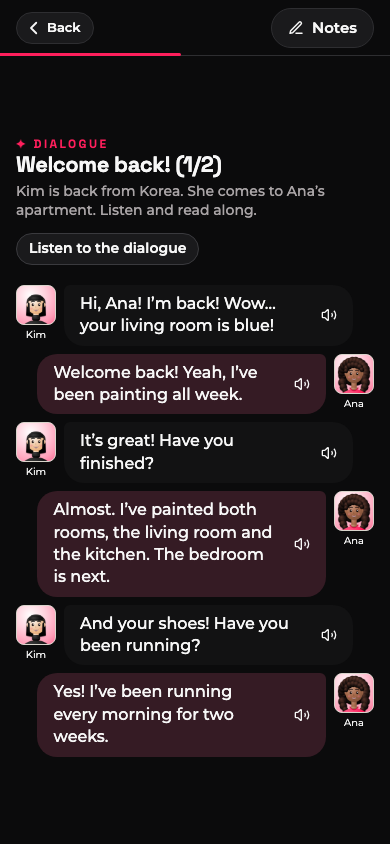 Back
Notes
DIALOGUE
Welcome back! (1/2)
Kim is back from Korea. She comes to Ana's
apartment. Listen and read along.
Listen to the dialogue
Hi, Ana! I'm back! Wow...
your living room is blue!
Kim
Welcome back! Yeah, I've
been painting all week.
Ana
It's great! Have you
finished?
Kim
Almost. I've painted both
rooms, the living room and
the kitchen. The bedroom
is next.
Ana
And your shoes! Have you
been running?
Kim
Yes! I've been running
every morning for two
weeks.
Ana